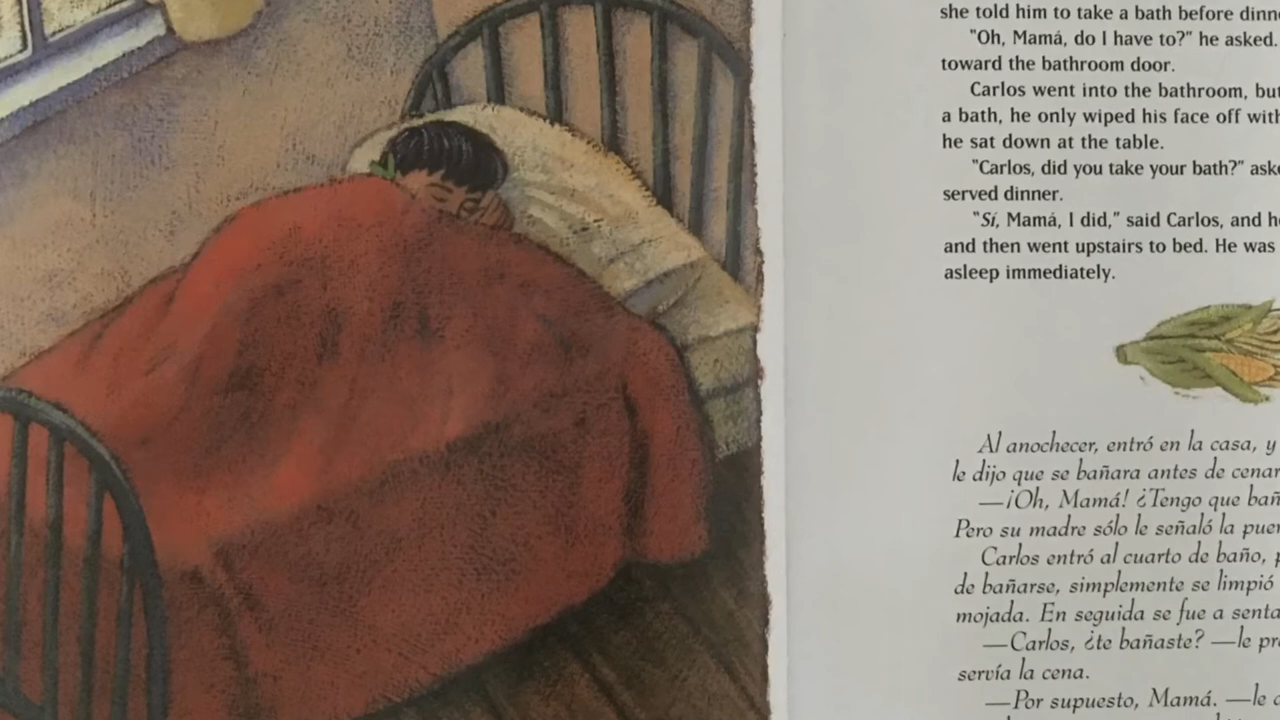 she told him to take a bath before
"Oh, Mamá, do I have to?" he asked.
toward the bathroom door.
Carlos went into the bathroom, but
a bath, he only wiped his face off with
he sat down at the table.
"Carlos, did you take your bath?"
served dinner.
"Sí, Mamá, I did," said Carlos, and
and then went upstairs to bed. He was
asleep immediately.
Al anochecer, entró en la casa, y
le dijo que se bañara antes de cenar
—¡Oh, Mamá! ¿Tengo que
Pero su madre sólo le señaló la
Carlos entró al cuarto de baño,
de bañarse, simplemente se limpió
mojada. En seguida se fue a
—Carlos, ¿te bañaste? —le
servía la cena.
—Por supuesto, Mamá. —le